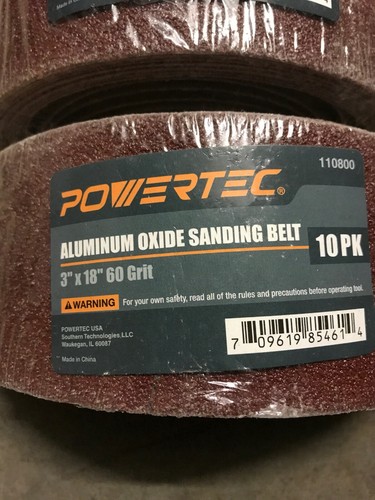 110800
POWERTEC®
ALUMINUM OXIDE SANDING BELT
10 PK
3" x 18" 60 Grit
WARNING For your own safety, read all of the rules and precautions before operating tool.
POWERTEC USA
Southern Technologies, LLC
Waukegan, IL 60087
Made in China
7 09619 85461 4